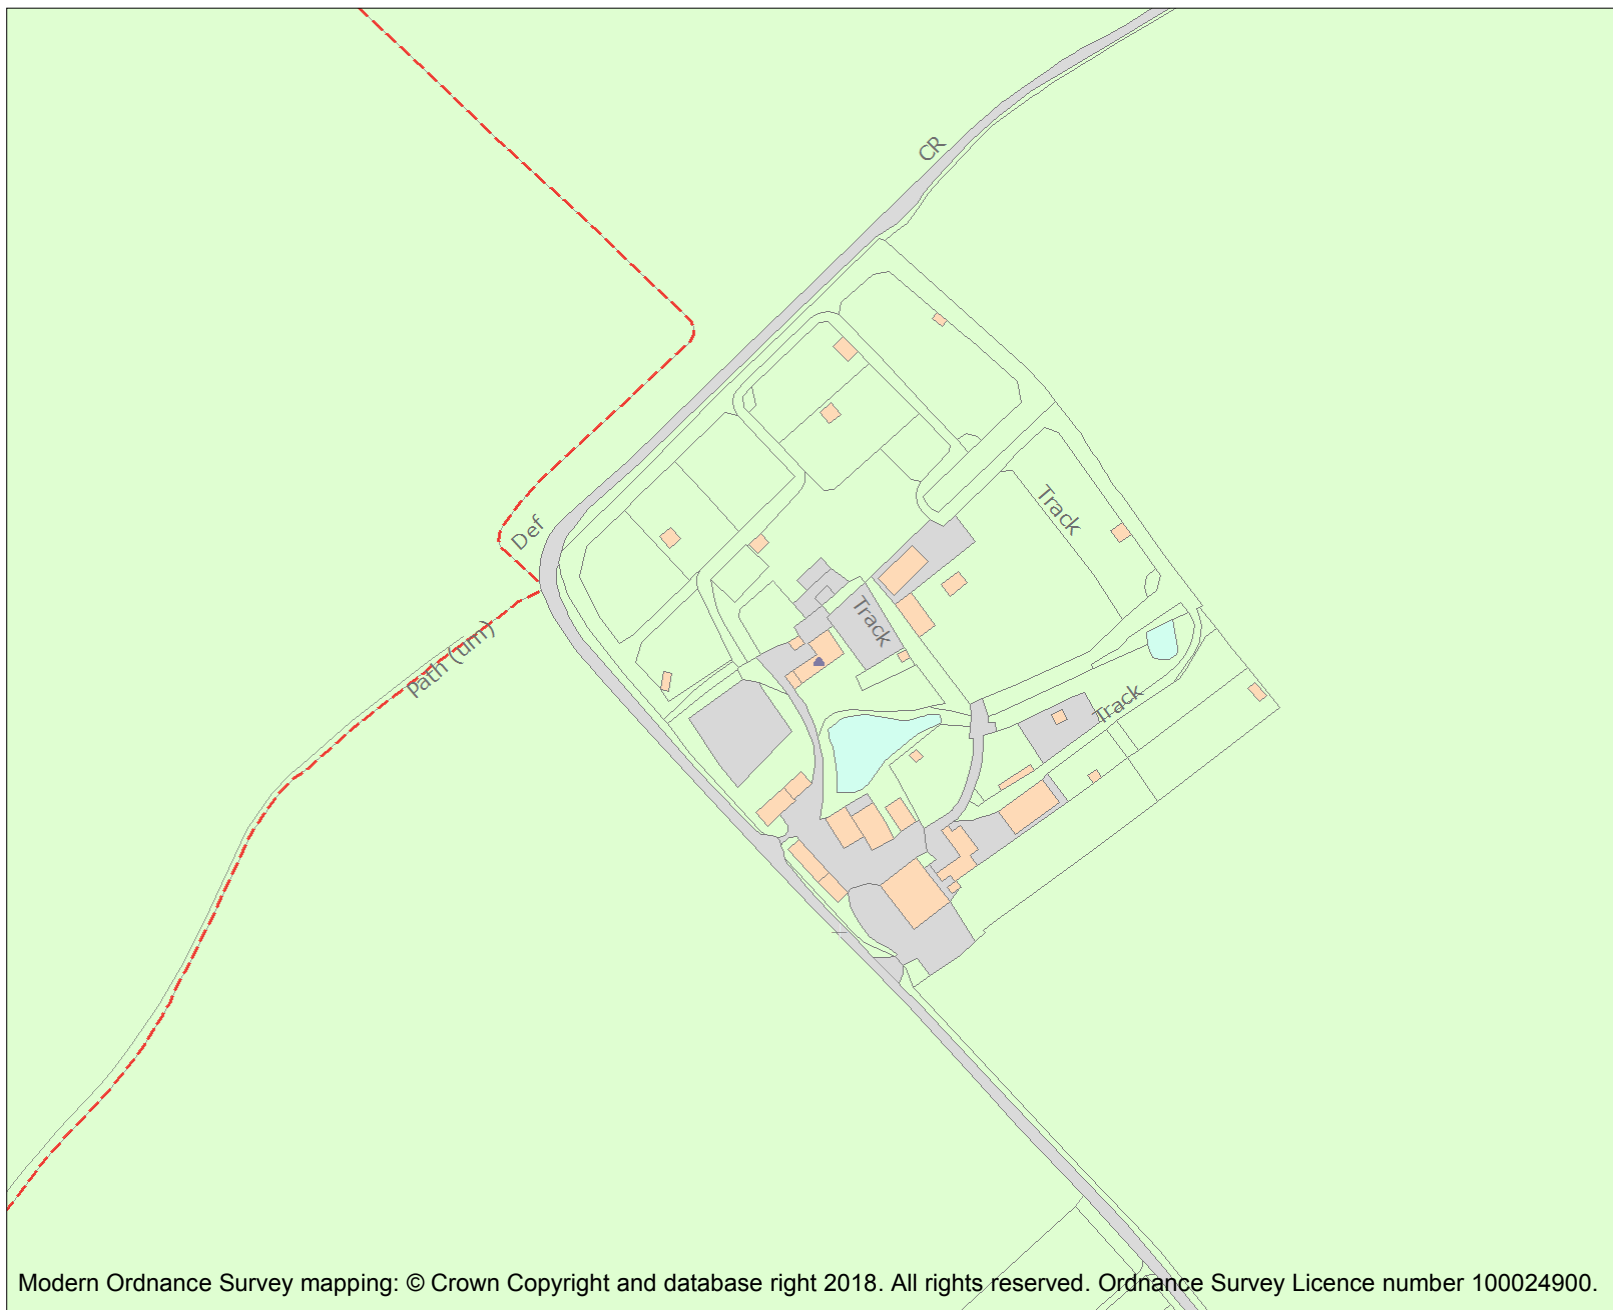 CR
Track
Def
Track
Path (um)
Track
Modern Ordnance Survey mapping: © Crown Copyright and database right 2018. All rights reserved. Ordnance Survey Licence number 100024900.